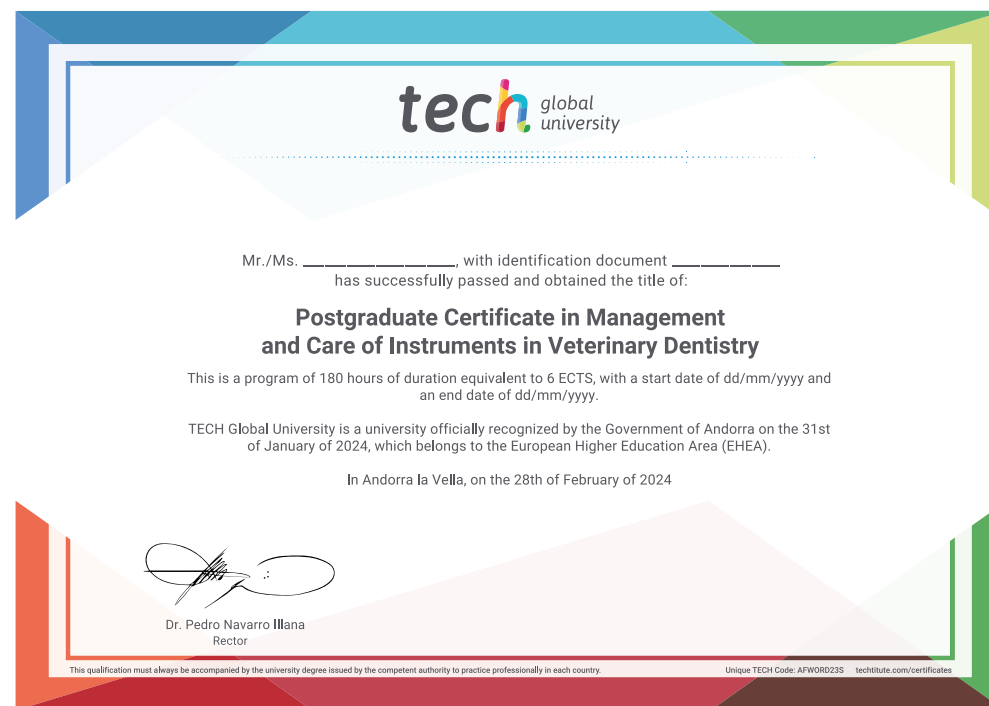 tech global
university
Mr./Ms. ________________, with identification document ____________
has successfully passed and obtained the title of:
Postgraduate Certificate in Management
and Care of Instruments in Veterinary Dentistry
This is a program of 180 hours of duration equivalent to 6 ECTS, with a start date of dd/mm/yyyy and
an end date of dd/mm/yyyy.
TECH Global University is a university officially recognized by the Government of Andorra on the 31st
of January of 2024, which belongs to the European Higher Education Area (EHEA).
In Andorra la Vella, on the 28th of February of 2024
Dr. Pedro Navarro Illana
Rector
This qualification must always be accompanied by the university degree issued by the competent authority to practice professionally in each country.
Unique TECH Code: AFWORD23S techtitute.com/certificates